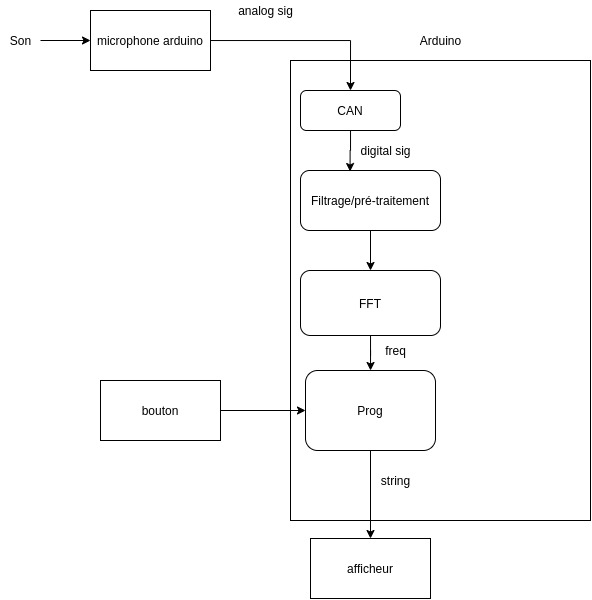 analog sig
Son
microphone arduino
Arduino
CAN
digital sig
Filtrage/pré-traitement
FFT
freq
bouton
Prog
string
afficheur